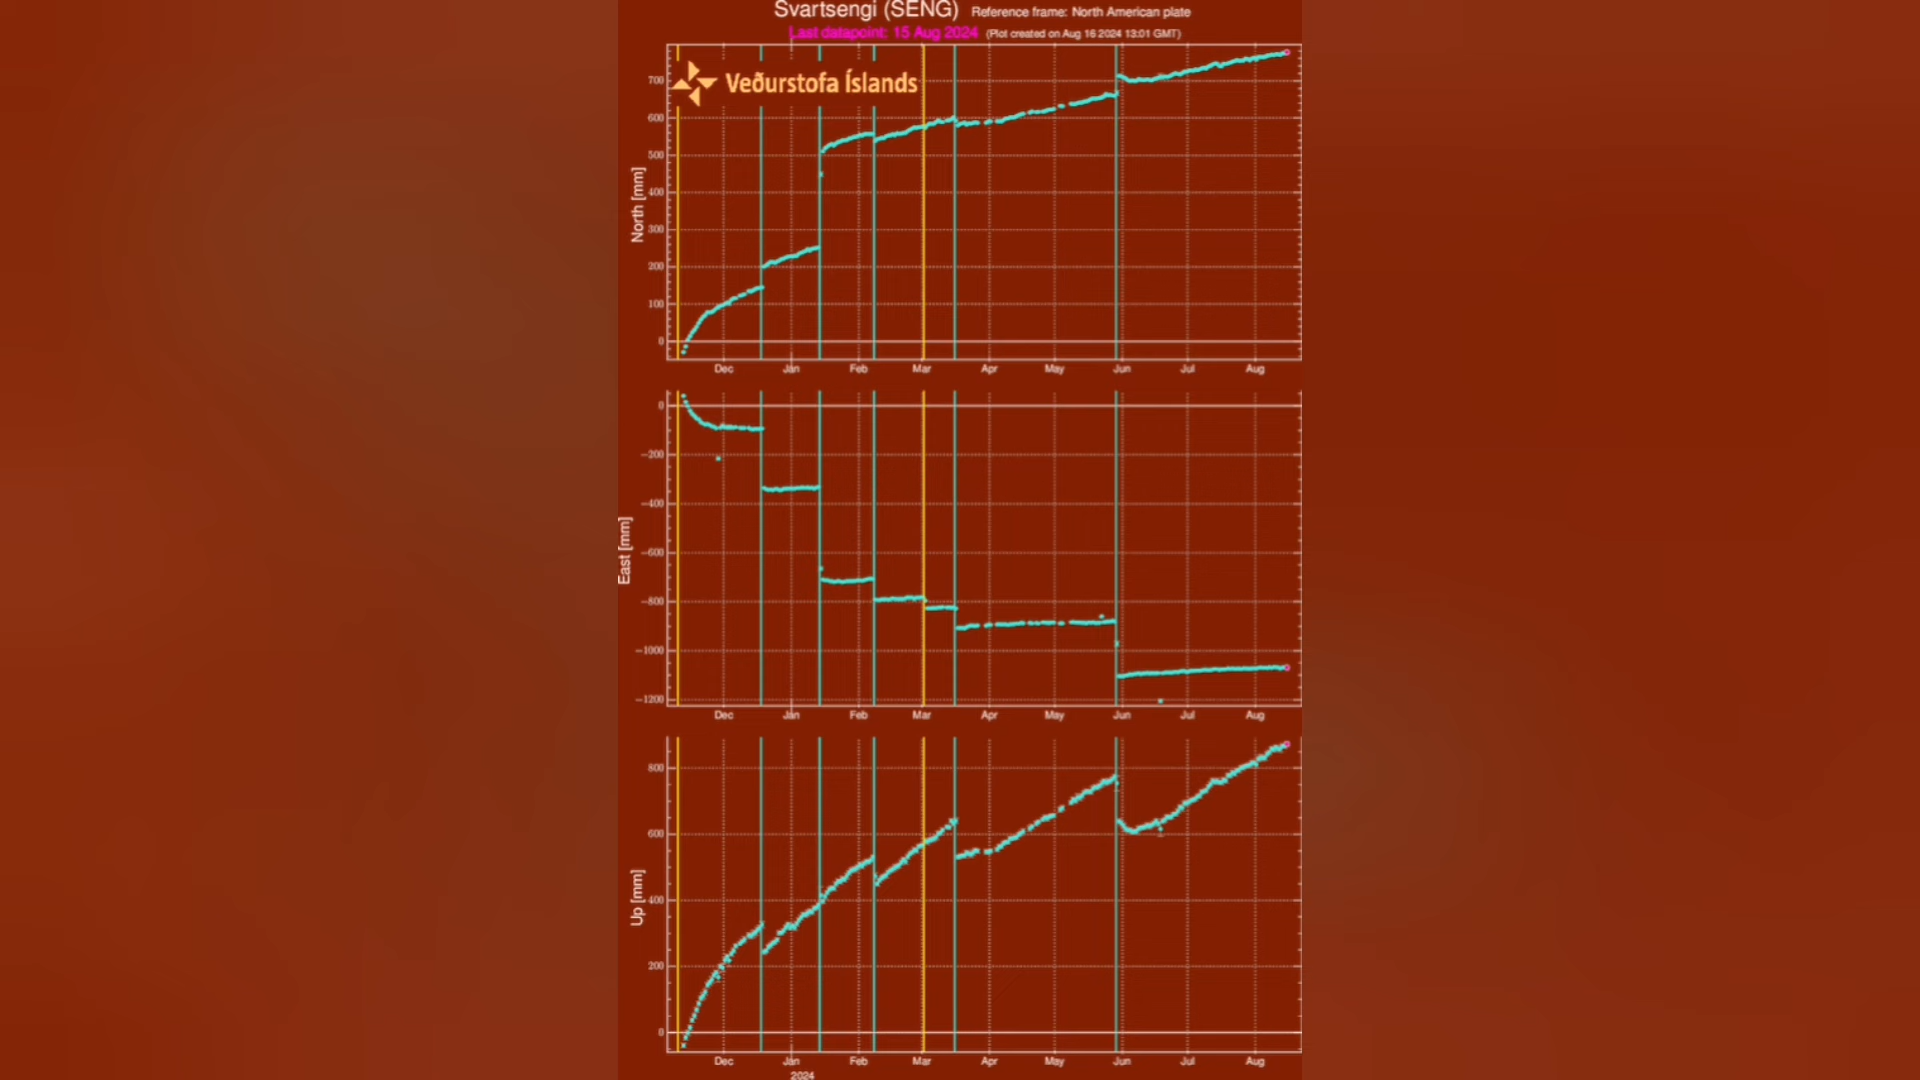 Svartsengi (SENG) Reference frame: North American plate
Last datapoint: 15 Aug 2024 (Plot created on Aug 16 2024 13:01 GMT)
Veðurstofa Íslands
North [mm]
700
600
500
400
300
200
100
0
Dec Jan Feb Mar Apr May Jun Jul Aug
East [mm]
0
−200
−400
−600
−800
−1000
−1200
Dec Jan Feb Mar Apr May Jun Jul Aug
Up [mm]
800
600
400
200
0
Dec Jan Feb Mar Apr May Jun Jul Aug
2024